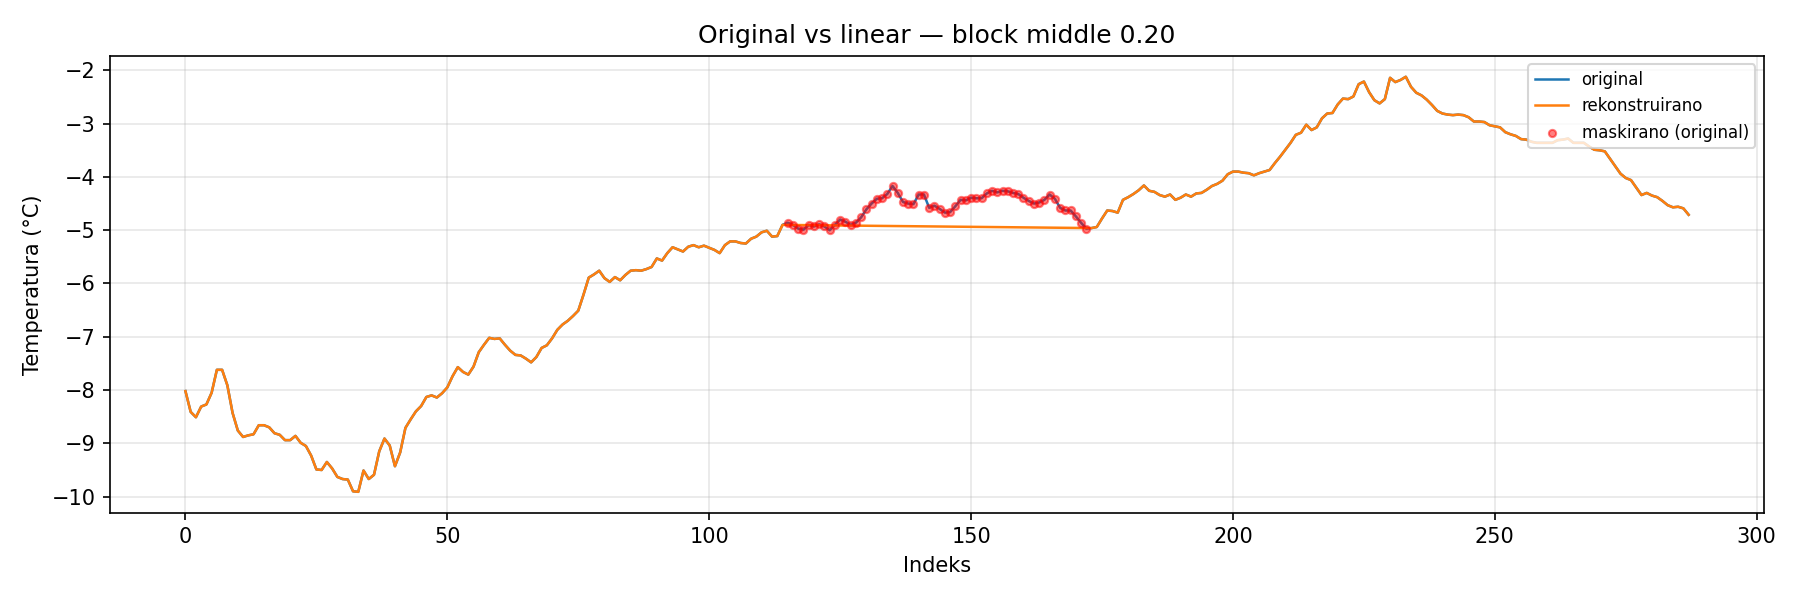 Original vs linear — block middle 0.20
original
rekonstruirano
maskirano (original)
Temperatura (°C)
−2
−3
−4
−5
−6
−7
−8
−9
−10
0 50 100 150 200 250 300
Indeks